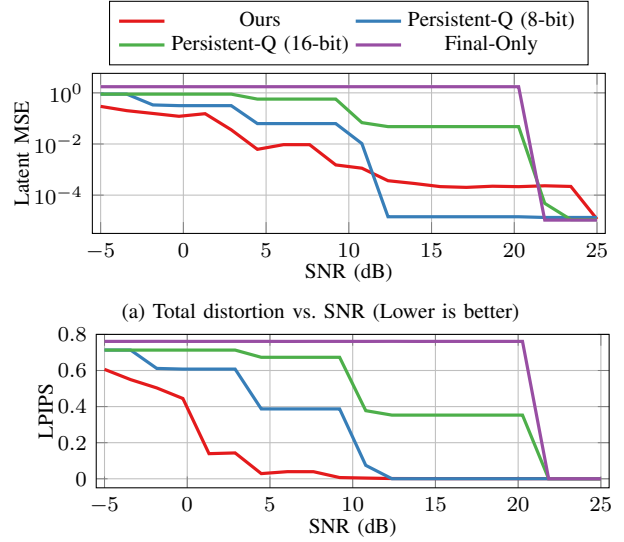 Ours Persistent-Q (8-bit)
Persistent-Q (16-bit) Final-Only
10⁰
10⁻²
10⁻⁴
Latent MSE
−5 0 5 10 15 20 25
SNR (dB)
(a) Total distortion vs. SNR (Lower is better)
0.8
0.6
0.4
0.2
0
LPIPS
−5 0 5 10 15 20 25
SNR (dB)